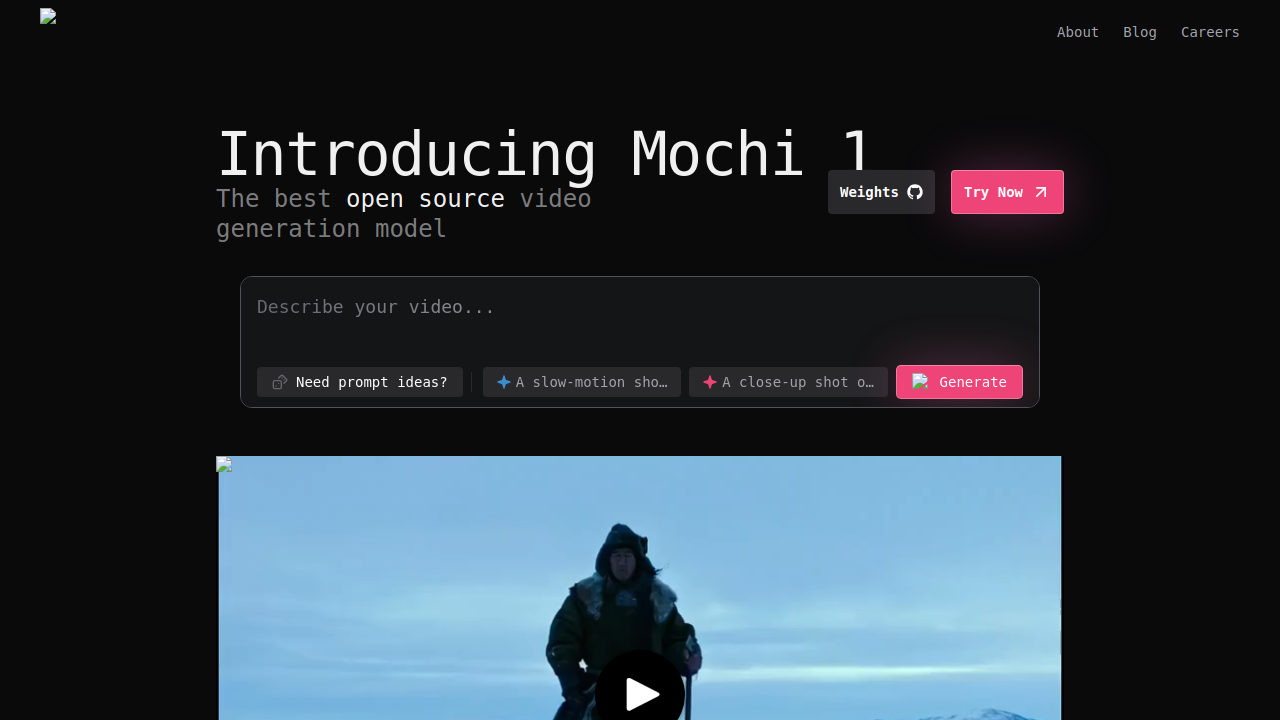 About Blog Careers
Introducing Mochi 1
The best open source video
generation model
Weights
Try Now
Describe your video...
Need prompt ideas?
A slow-motion sho…
A close-up shot o…
Generate